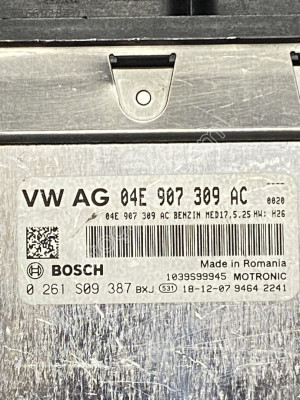 VW AG 04E 907 309 AC 0020
04E 907 309 AC BENZIN MED17.5.25 HW: H26
Made in Romania
BOSCH 1039S99945 MOTRONIC
0 261 S09 387 BXJ 531 18-12-07 9464 2241